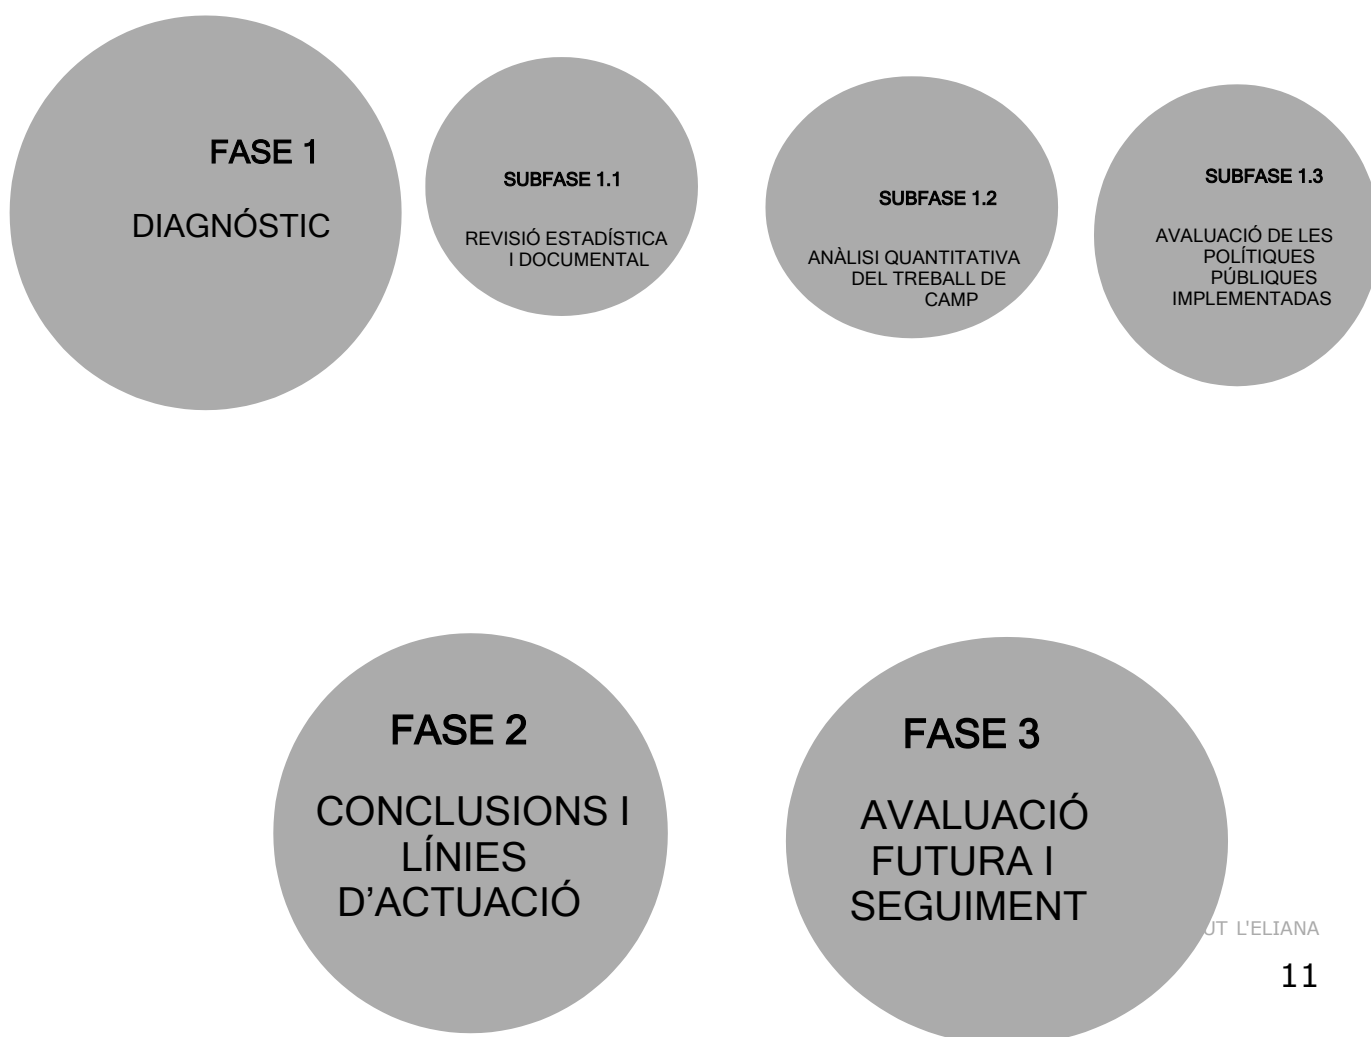 FASE 1
DIAGNÓSTIC
SUBFASE 1.1
REVISIÓ ESTADÍSTICA
I DOCUMENTAL
SUBFASE 1.2
ANÀLISI QUANTITATIVA
DEL TREBALL DE
CAMP
SUBFASE 1.3
AVALUACIÓ DE LES
POLÍTIQUES
PÚBLIQUES
IMPLEMENTADAS
FASE 2
CONCLUSIONS I
LÍNIES
D’ACTUACIÓ
FASE 3
AVALUACIÓ
FUTURA I
SEGUIMENT
L'ELIANA
11